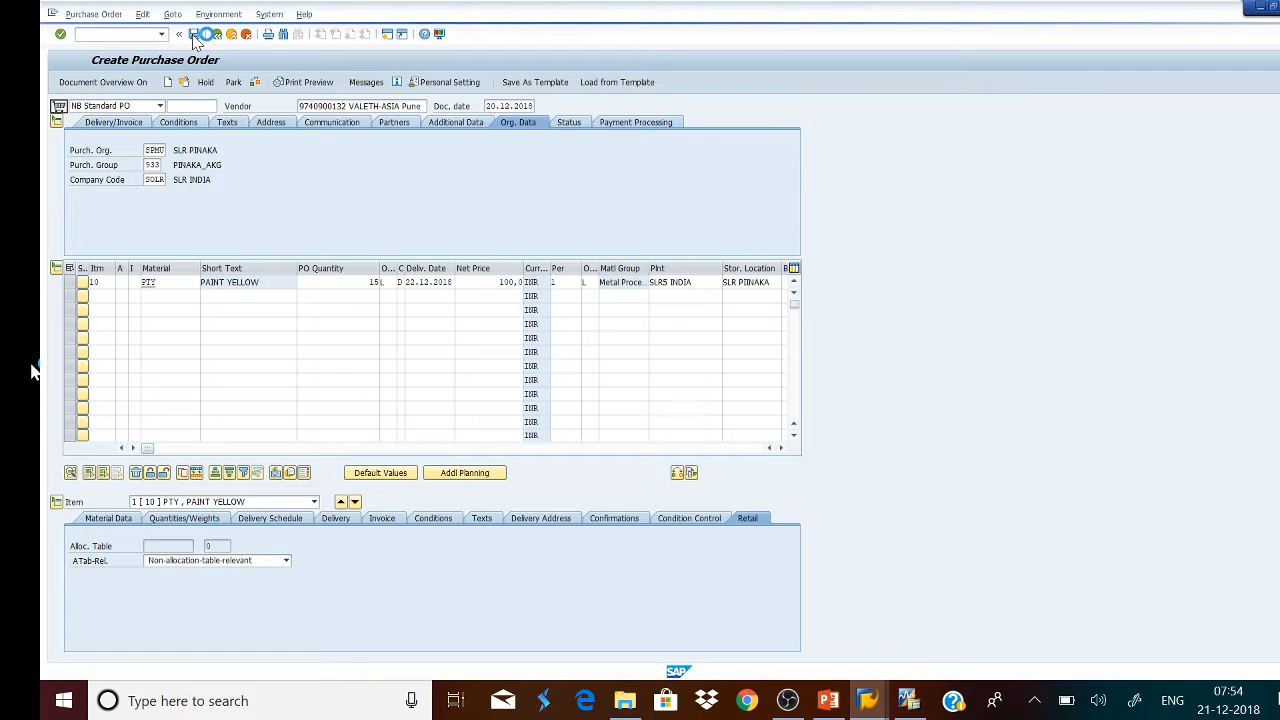 Purchase Order Edit Goto Environment System Help
Create Purchase Order
Document Overview On Hold Park Print Preview Messages Personal Setting Save As Template Load from Template
NB Standard PO Vendor 9740900132 VALETH-ASIA Pune Doc. date 20.12.2018
Delivery/Invoice Conditions Texts Address Communication Partners Additional Data Org. Data Status Payment Processing
Purch. Org. SPMU SLR PINAKA
Purch. Group 933 PINAKA_AKG
Company Code SOLR SLR INDIA
S.. Itm A I Material Short Text PO Quantity O... C Deliv. Date Net Price Curr... Per O... Matl Group Plnt Stor. Location B
10 PTY PAINT YELLOW 15 L D 22.12.2018 100,0 INR 1 L Metal Proce.. SLR5 INDIA SLR PIINAKA
INR
INR
INR
INR
INR
INR
INR
INR
INR
INR
INR
Default Values Addl Planning
Item 1 [ 10 ] PTY , PAINT YELLOW
Material Data Quantities/Weights Delivery Schedule Delivery Invoice Conditions Texts Delivery Address Confirmations Condition Control Retail
Alloc. Table 0
ATab-Rel. Non-allocation-table-relevant
SAP
Type here to search
ENG
07:54
21-12-2018